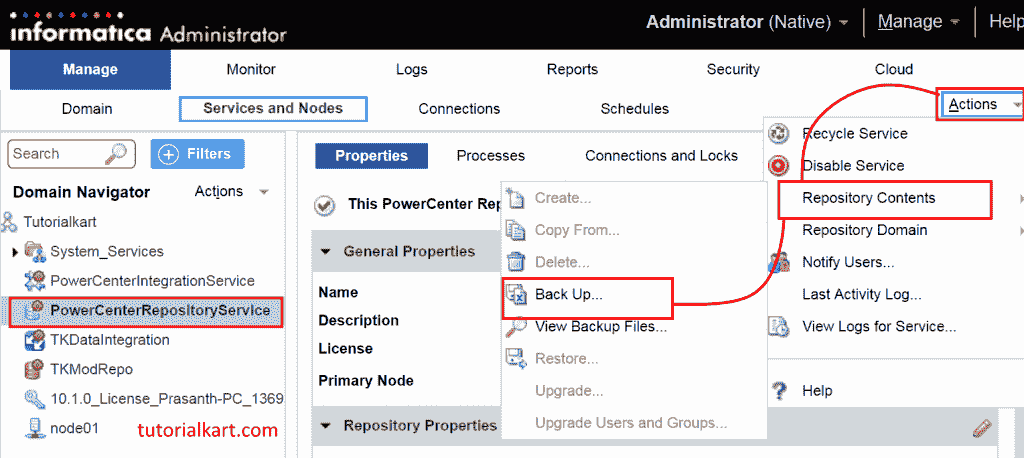 informatica Administrator
Administrator (Native)
Manage
Help
Manage
Monitor
Logs
Reports
Security
Cloud
Domain
Services and Nodes
Connections
Schedules
Actions
Search
Filters
Domain Navigator
Actions
Tutorialkart
System_Services
PowerCenterIntegrationService
PowerCenterRepositoryService
TKDataIntegration
TKModRepo
10.1.0_License_Prasanth-PC_1369
node01
tutorialkart.com
Properties
Processes
Connections and Locks
This PowerCenter Rep
General Properties
Name
Description
License
Primary Node
Repository Properties
Create...
Copy From...
Delete...
Back Up...
View Backup Files...
Restore...
Upgrade...
Upgrade Users and Groups...
Recycle Service
Disable Service
Repository Contents
Repository Domain
Notify Users...
Last Activity Log...
View Logs for Service...
Help